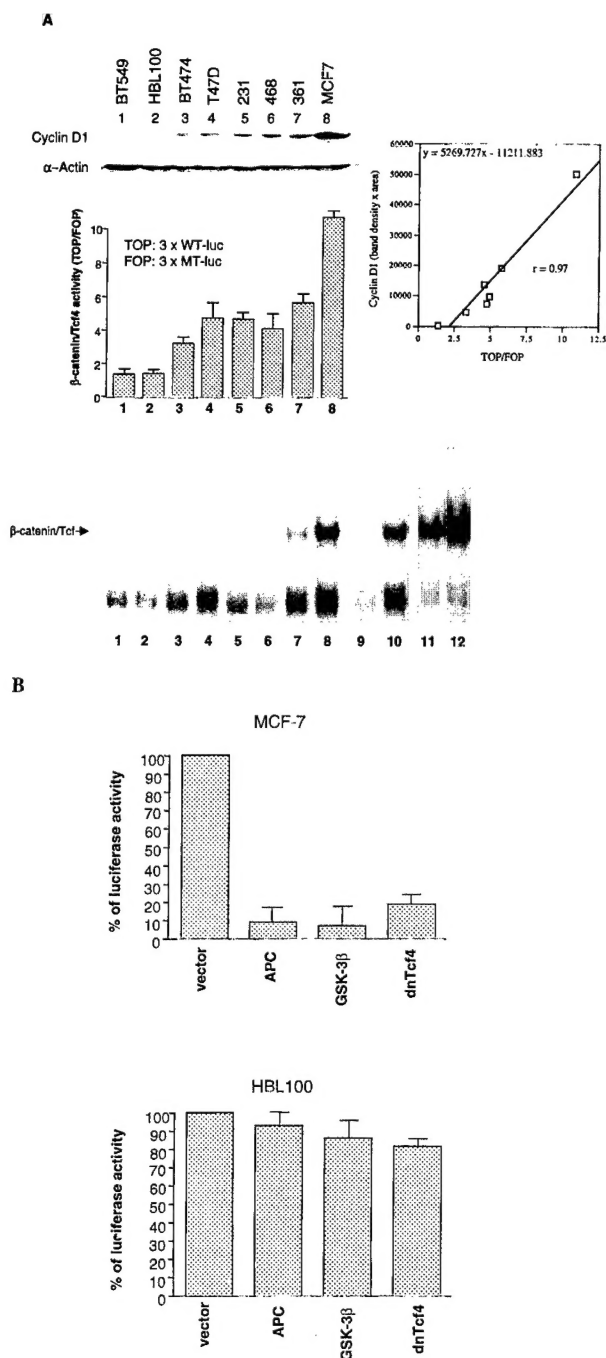 A
BT549 HBL100 BT474 T47D 231 468 361 MCF7
1 2 3 4 5 6 7 8
Cyclin D1
α–Actin
β-catenin/Tcf4 activity (TOP/FOP)
10
8
6
4
2
0
TOP: 3 x WT-luc
FOP: 3 x MT-luc
1 2 3 4 5 6 7 8
Cyclin D1 (band density x area)
60000
50000
40000
30000
20000
10000
0
y = 5269.727x - 11211.883
r = 0.97
0 2.5 5 7.5 10 12.5
TOP/FOP
β-catenin/Tcf
1 2 3 4 5 6 7 8 9 10 11 12
B
MCF-7
% of luciferase activity
100
90
80
70
60
50
40
30
20
10
0
vector APC GSK-3β dnTcf4
HBL100
% of luciferase activity
100
90
80
70
60
50
40
30
20
10
0
vector APC GSK-3β dnTcf4